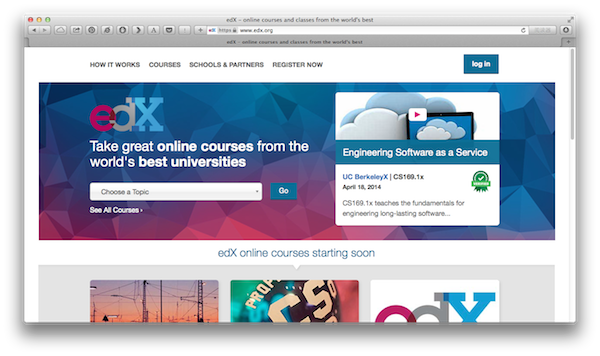 edX - online courses and classes from the world's best
https www.edx.org
edX - online courses and classes from the world's best
HOW IT WORKS COURSES SCHOOLS & PARTNERS REGISTER NOW
log in
edX
Take great online courses from the
world's best universities
Choose a Topic
Go
See All Courses ›
Engineering Software as a Service
UC BerkeleyX | CS169.1x
April 18, 2014
CS169.1x teaches the fundamentals for
engineering long-lasting software...
edX online courses starting soon
CS
edX